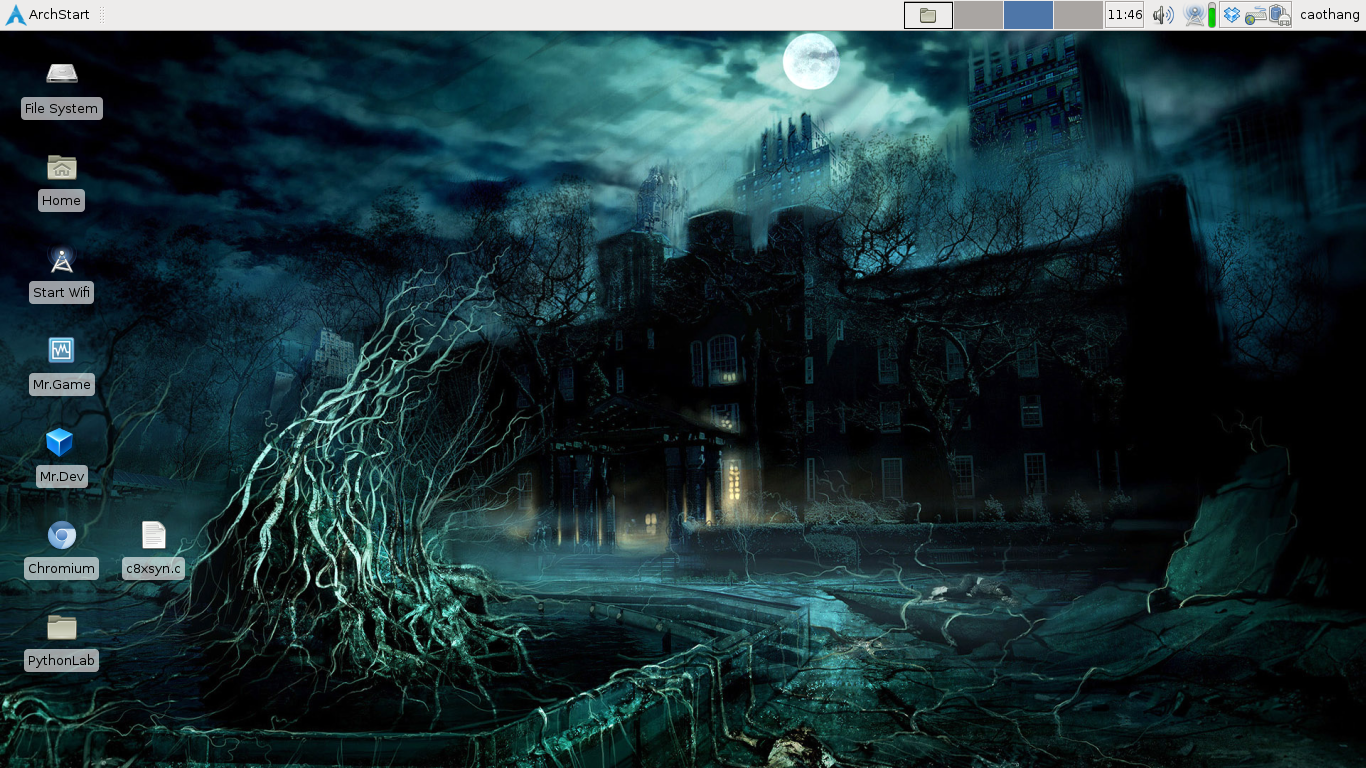 ArchStart
11:46
caothang
File System
Home
Start Wifi
Mr.Game
Mr.Dev
Chromium
c8xsyn.c
PythonLab